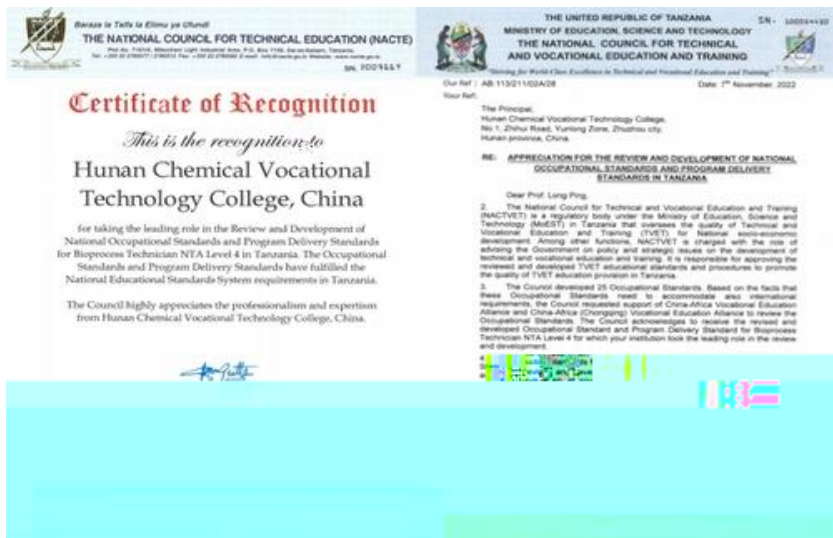 Baraza la Taifa la Elimu ya Ufundi
THE NATIONAL COUNCIL FOR TECHNICAL EDUCATION (NACTE)
Certificate of Recognition
This is the recognition to
Hunan Chemical Vocational
Technology College, China
for taking the leading role in the Review and Development of
National Occupational Standards and Program Delivery Standards
for Bioprocess Technician NTA Level 4 in Tanzania. The Occupational
Standards and Program Delivery Standards have fulfilled the
National Educational Standards System requirements in Tanzania.
The Council highly appreciates the professionalism and expertism
from Hunan Chemical Vocational Technology College, China.
THE UNITED REPUBLIC OF TANZANIA
MINISTRY OF EDUCATION, SCIENCE AND TECHNOLOGY
THE NATIONAL COUNCIL FOR TECHNICAL
AND VOCATIONAL EDUCATION AND TRAINING
"Striving for World-Class Excellence in Technical and Vocational Education and Training"
Our Ref : AB.113/211/02A/28
Date: 7th November, 2022
Your Ref:
The Principal,
Hunan Chemical Vocational Technology College,
No 1, Zhihui Road, Yunlong Zone, Zhuzhou city,
Hunan province, China.
RE: APPRECIATION FOR THE REVIEW AND DEVELOPMENT OF NATIONAL
OCCUPATIONAL STANDARDS AND PROGRAM DELIVERY
STANDARDS IN TANZANIA
Dear Prof. Long Ping,
2. The National Council for Technical and Vocational Education and Training
(NACTVET) is a regulatory body under the Ministry of Education, Science and
Technology (MoEST) in Tanzania that oversees the quality of Technical and
Vocational Education and Training (TVET) for National socio-economic
development. Among other functions, NACTVET is charged with the role of
advising the Government on policy and strategic issues on the development of
technical and vocational education and training. It is responsible for approving the
reviewed and developed TVET educational standards and procedures to promote
the quality of TVET education provision in Tanzania.
3. The Council developed 25 Occupational Standards. Based on the facts that
these Occupational Standards need to accommodate also international
requirements, the Council requested support of China-Africa Vocational Education
Alliance and China-Africa (Chongqing) Vocational Education Alliance to review the
Occupational Standards. The Council acknowledges to receive the revised and
developed Occupational Standard and Program Delivery Standard for Bioprocess
Technician NTA Level 4 for which your institution took the leading role in the review
and development.